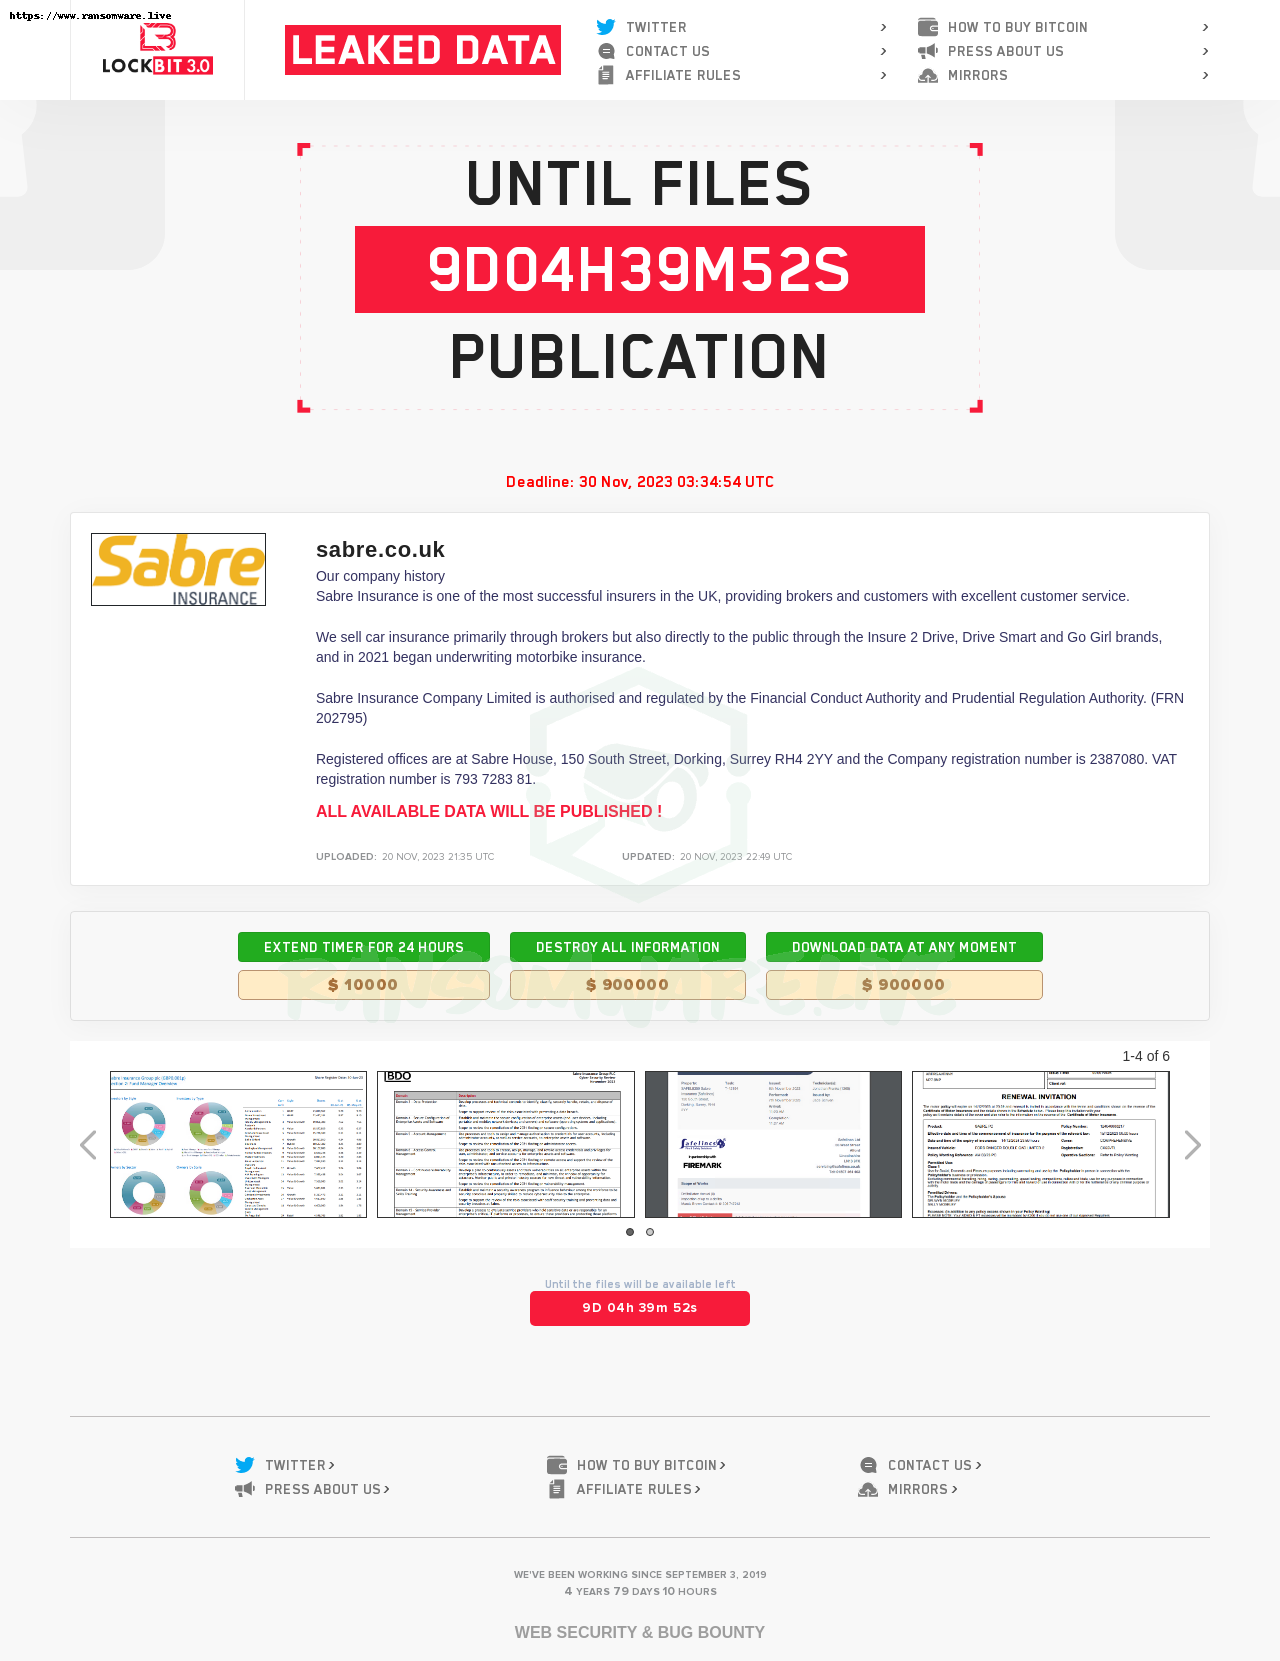 https://www.ransomware.live
LOCKBIT 3.0
LEAKED DATA
TWITTER
CONTACT US
AFFILIATE RULES
HOW TO BUY BITCOIN
PRESS ABOUT US
MIRRORS
UNTIL FILES
9D04H39M52S
PUBLICATION
Deadline: 30 Nov, 2023 03:34:54 UTC
Sabre
INSURANCE
sabre.co.uk
Our company history
Sabre Insurance is one of the most successful insurers in the UK, providing brokers and customers with excellent customer service.
We sell car insurance primarily through brokers but also directly to the public through the Insure 2 Drive, Drive Smart and Go Girl brands,
and in 2021 began underwriting motorbike insurance.
Sabre Insurance Company Limited is authorised and regulated by the Financial Conduct Authority and Prudential Regulation Authority. (FRN
202795)
Registered offices are at Sabre House, 150 South Street, Dorking, Surrey RH4 2YY and the Company registration number is 2387080. VAT
registration number is 793 7283 81.
ALL AVAILABLE DATA WILL BE PUBLISHED !
UPLOADED: 20 NOV, 2023 21:35 UTC
UPDATED: 20 NOV, 2023 22:49 UTC
EXTEND TIMER FOR 24 HOURS
$ 10000
DESTROY ALL INFORMATION
$ 900000
DOWNLOAD DATA AT ANY MOMENT
$ 900000
RANSOMWARE.LIVE
1-4 of 6
BDO
FIREMARK
RENEWAL INVITATION
Until the files will be available left
9D 04h 39m 52s
TWITTER
PRESS ABOUT US
HOW TO BUY BITCOIN
AFFILIATE RULES
CONTACT US
MIRRORS
WE'VE BEEN WORKING SINCE SEPTEMBER 3, 2019
4 YEARS 79 DAYS 10 HOURS
WEB SECURITY & BUG BOUNTY